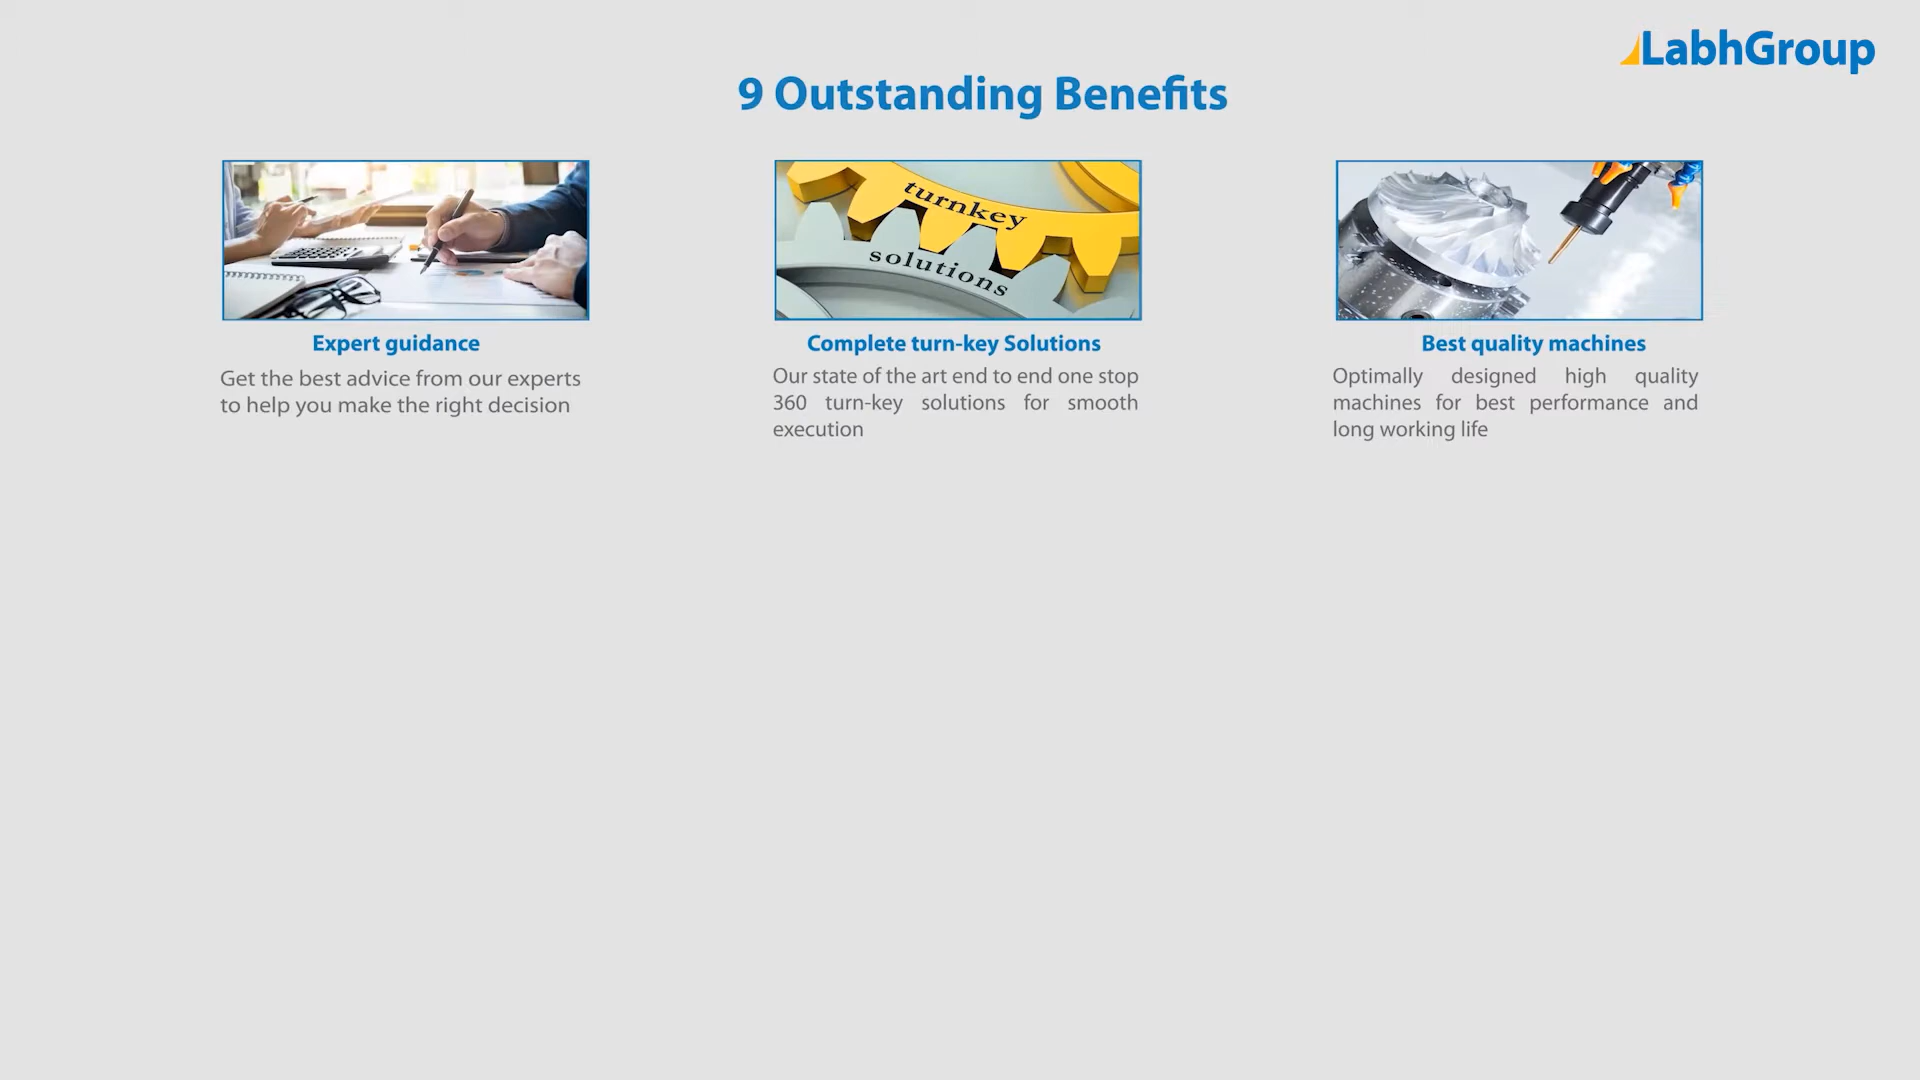 LabhGroup
9 Outstanding Benefits
turnkey
solutions
Expert guidance
Get the best advice from our experts
to help you make the right decision
Complete turn-key Solutions
Our state of the art end to end one stop
360 turn-key solutions for smooth
execution
Best quality machines
Optimally designed high quality
machines for best performance and
long working life